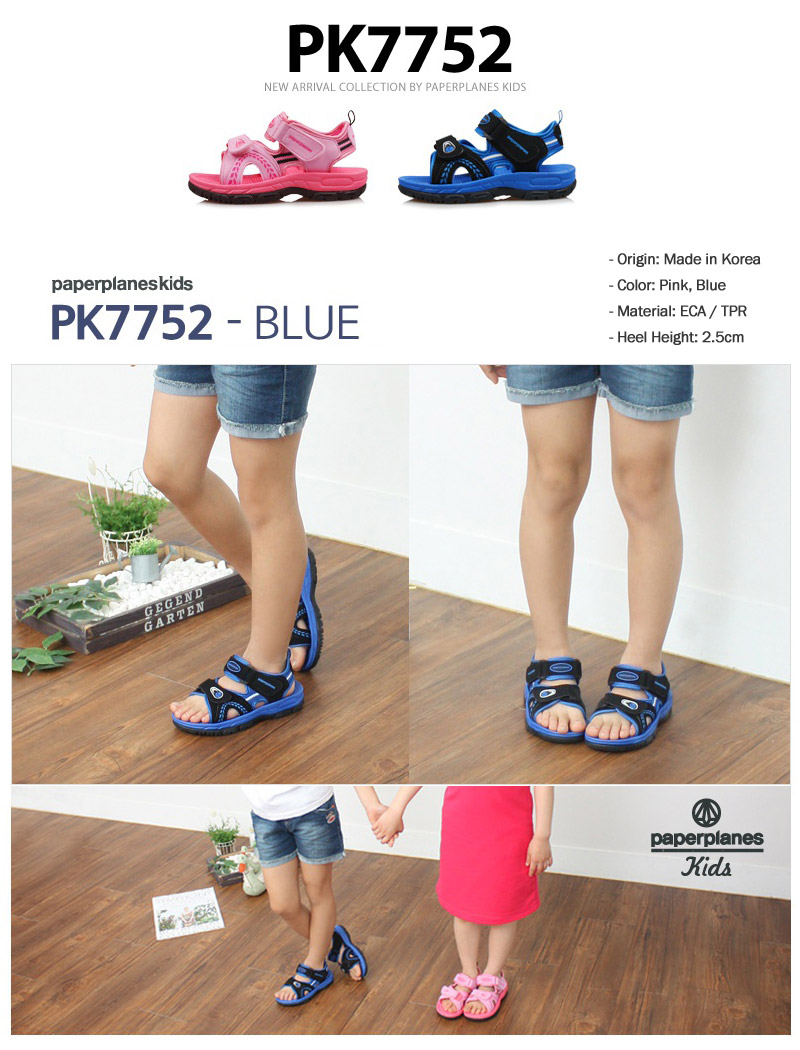 PK7752
NEW ARRIVAL COLLECTION BY PAPERPLANES KIDS
paperplaneskids
PK7752 - BLUE
- Origin: Made in Korea
- Color: Pink, Blue
- Material: ECA / TPR
- Heel Height: 2.5cm
GEGEND
GARTEN
paperplanes
Kids